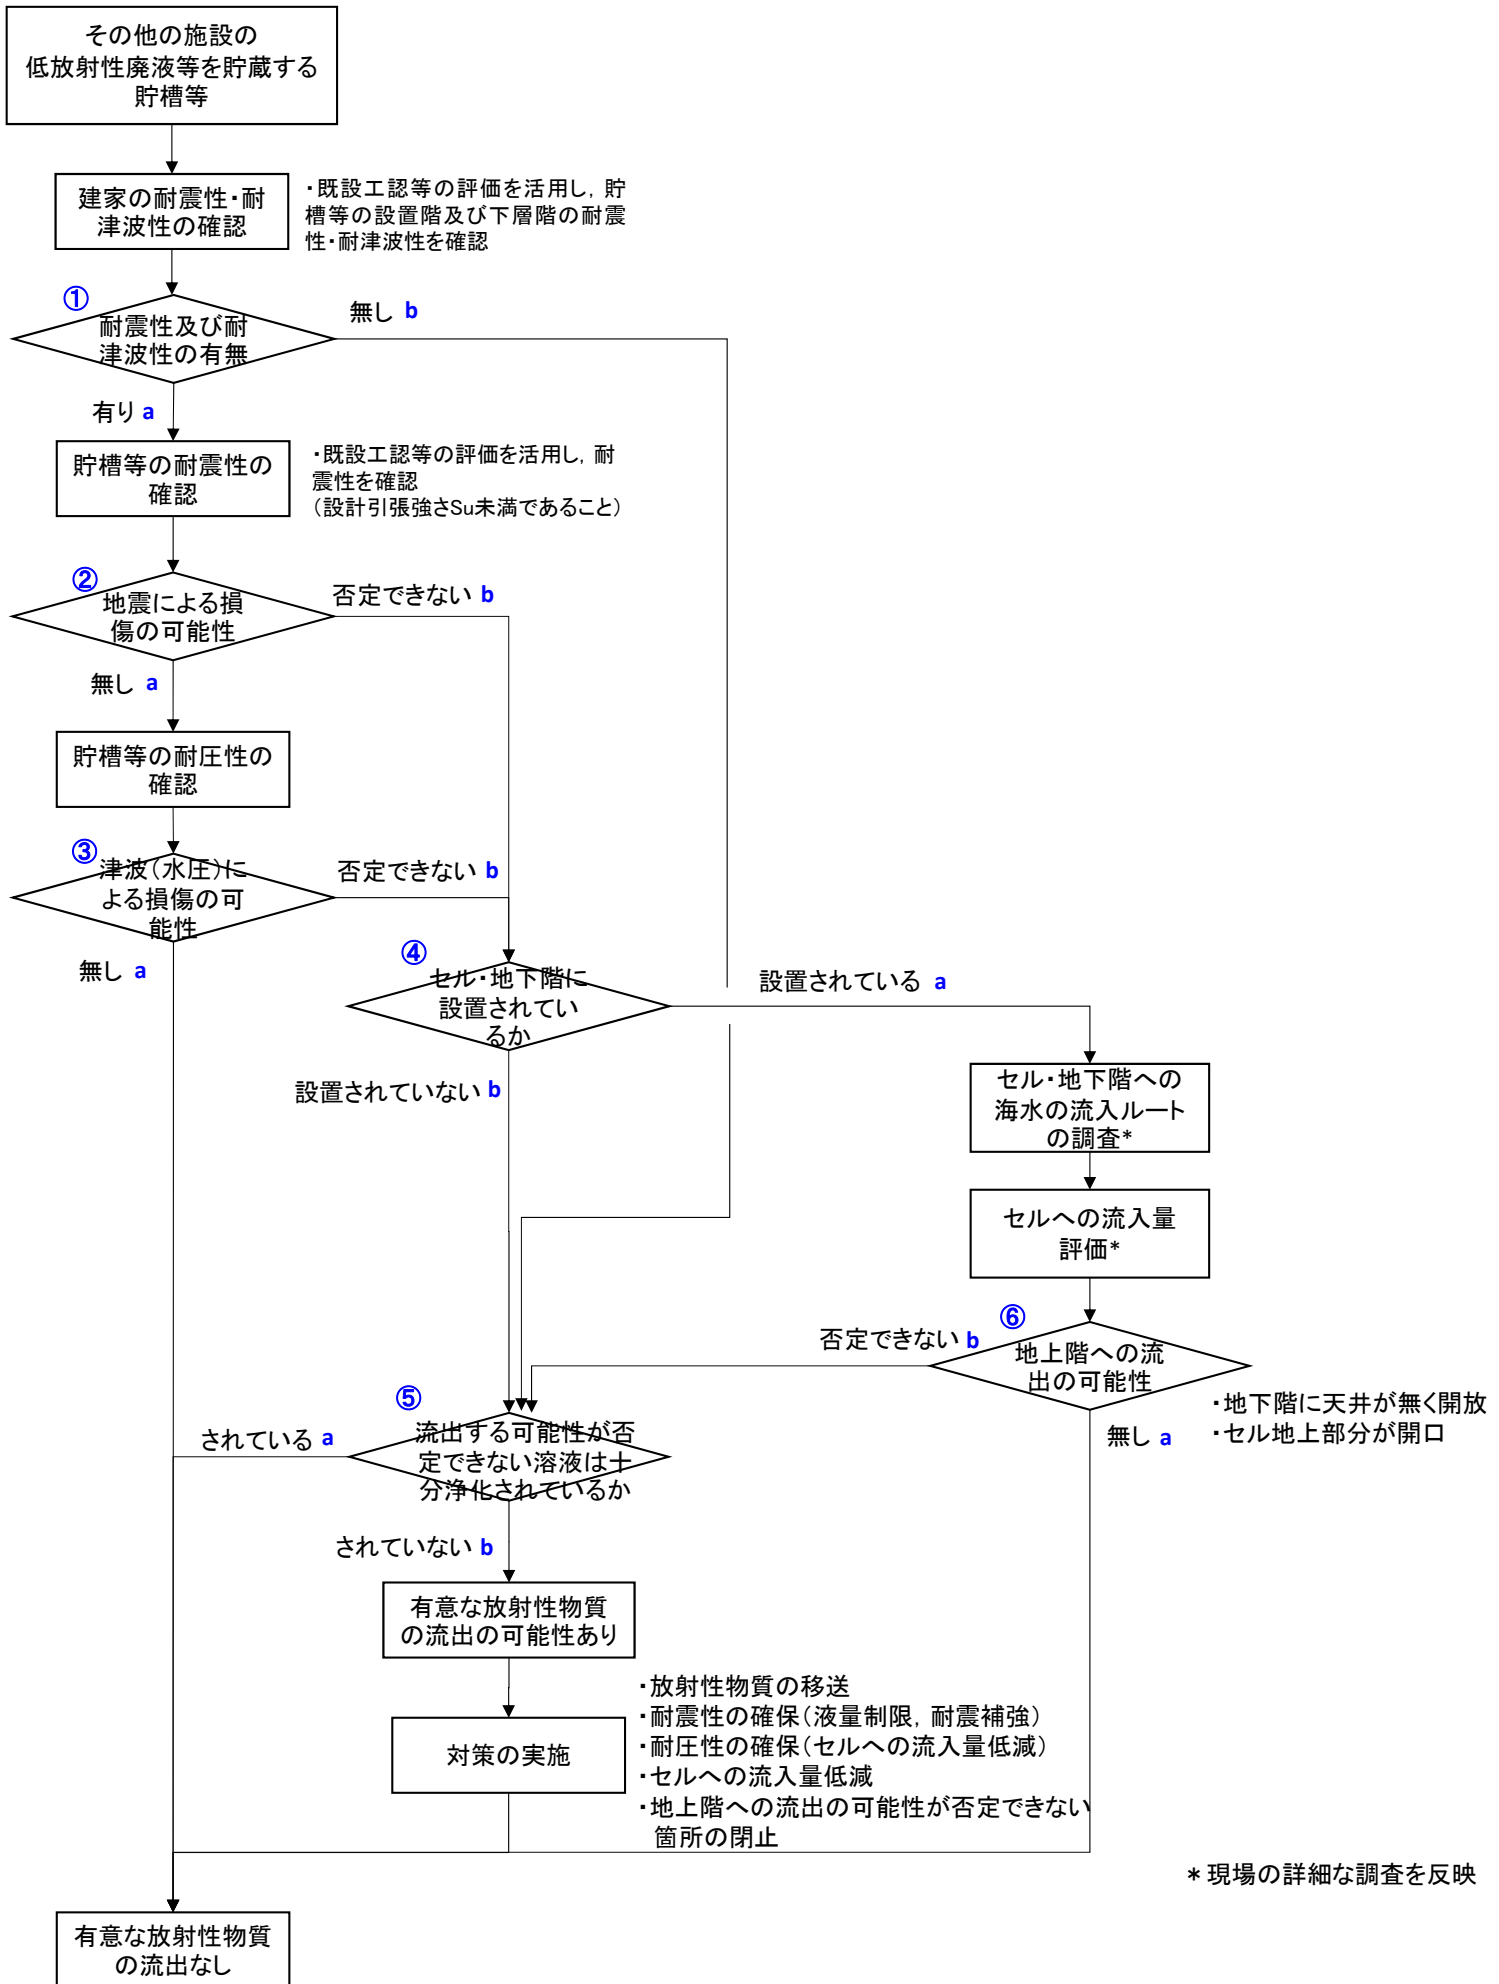 その他の施設の
低放射性廃液等を貯蔵する
貯槽等
建家の耐震性・耐
津波性の確認
・既設工認等の評価を活用し，貯
槽等の設置階及び下層階の耐震
性・耐津波性を確認
①
耐震性及び耐
津波性の有無
無し b
有り a
貯槽等の耐震性の
確認
・既設工認等の評価を活用し，耐
震性を確認
（設計引張強さSu未満であること）
②
地震による損
傷の可能性
否定できない b
無し a
貯槽等の耐圧性の
確認
③
津波（水圧）に
よる損傷の可
能性
否定できない b
無し a
④
セル・地下階に
設置されてい
るか
設置されている a
設置されていない b
セル・地下階への
海水の流入ルート
の調査*
セルへの流入量
評価*
⑥
地上階への流
出の可能性
否定できない b
無し a
・地下階に天井が無く開放
・セル地上部分が開口
⑤
流出する可能性が否
定できない溶液は十
分浄化されているか
されている a
されていない b
有意な放射性物質
の流出の可能性あり
対策の実施
・放射性物質の移送
・耐震性の確保（液量制限，耐震補強）
・耐圧性の確保（セルへの流入量低減）
・セルへの流入量低減
・地上階への流出の可能性が否定できない
箇所の閉止
* 現場の詳細な調査を反映
有意な放射性物質
の流出なし